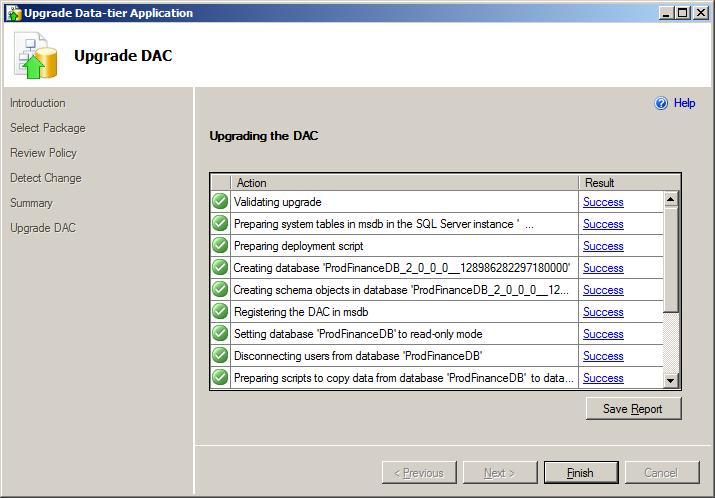 Upgrade Data-tier Application
Upgrade DAC
Introduction
Select Package
Review Policy
Detect Change
Summary
Upgrade DAC
Help
Upgrading the DAC
Action Result
Validating upgrade Success
Preparing system tables in msdb in the SQL Server instance ' ... Success
Preparing deployment script Success
Creating database 'ProdFinanceDB_2_0_0_0__128986282297180000' Success
Creating schema objects in database 'ProdFinanceDB_2_0_0_0__12... Success
Registering the DAC in msdb Success
Setting database 'ProdFinanceDB' to read-only mode Success
Disconnecting users from database 'ProdFinanceDB' Success
Preparing scripts to copy data from database 'ProdFinanceDB' to data... Success
Save Report
< Previous Next > Finish Cancel